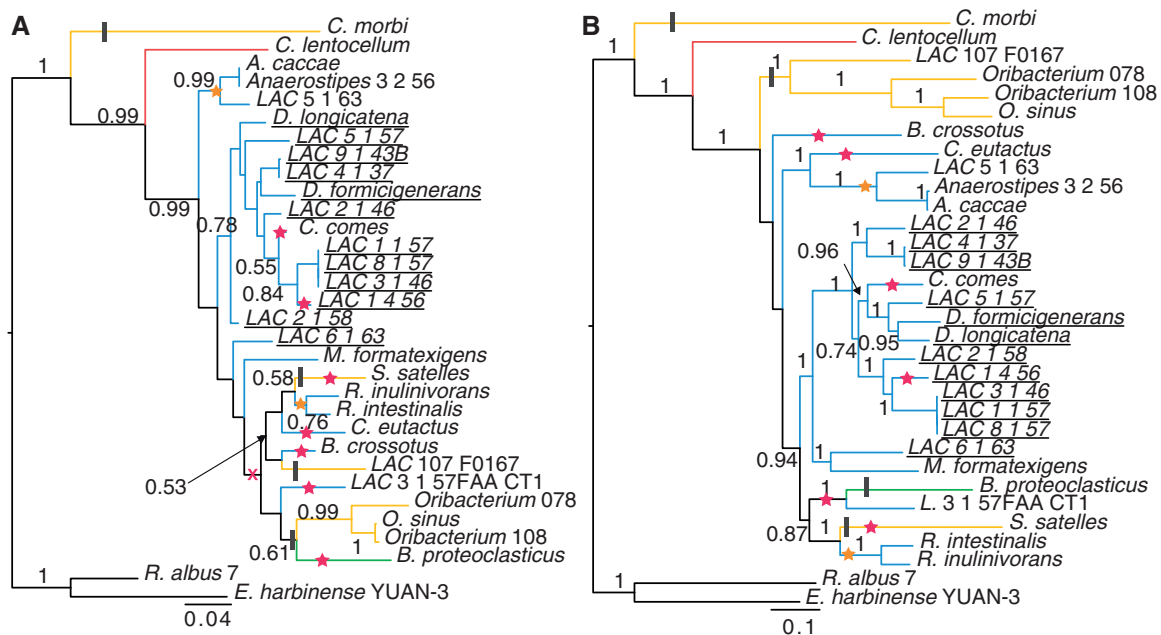 A
C. morbi
1
C. lentocellum
A. caccae
0.99
Anaerostipes 3 2 56
LAC 5 1 63
0.99
D. longicatena
LAC 5 1 57
LAC 9 1 43B
LAC 4 1 37
D. formicigenerans
0.99
LAC 2 1 46
0.78
C. comes
LAC 1 1 57
0.55
LAC 8 1 57
LAC 3 1 46
0.84
LAC 1 4 56
LAC 2 1 58
LAC 6 1 63
M. formatexigens
0.58
S. satelles
R. inulinivorans
R. intestinalis
0.76
C. eutactus
B. crossotus
x
LAC 107 F0167
0.53
LAC 3 1 57FAA CT1
Oribacterium 078
0.99
O. sinus
Oribacterium 108
1
0.61
B. proteoclasticus
1
R. albus 7
E. harbinense YUAN-3
0.04
B
C. morbi
1
C. lentocellum
LAC 107 F0167
1
Oribacterium 078
1
1
Oribacterium 108
1
O. sinus
1
B. crossotus
C. eutactus
1
LAC 5 1 63
1
Anaerostipes 3 2 56
1
A. caccae
LAC 2 1 46
1
LAC 4 1 37
0.96
1
LAC 9 1 43B
C. comes
1
LAC 5 1 57
1
D. formicigenerans
0.95
D. longicatena
0.74
LAC 2 1 58
1
1
LAC 1 4 56
1
LAC 3 1 46
1
LAC 1 1 57
LAC 8 1 57
LAC 6 1 63
1
0.94
M. formatexigens
1
B. proteoclasticus
L. 3 1 57FAA CT1
0.87
1
S. satelles
1
R. intestinalis
R. inulinivorans
1
R. albus 7
E. harbinense YUAN-3
0.1